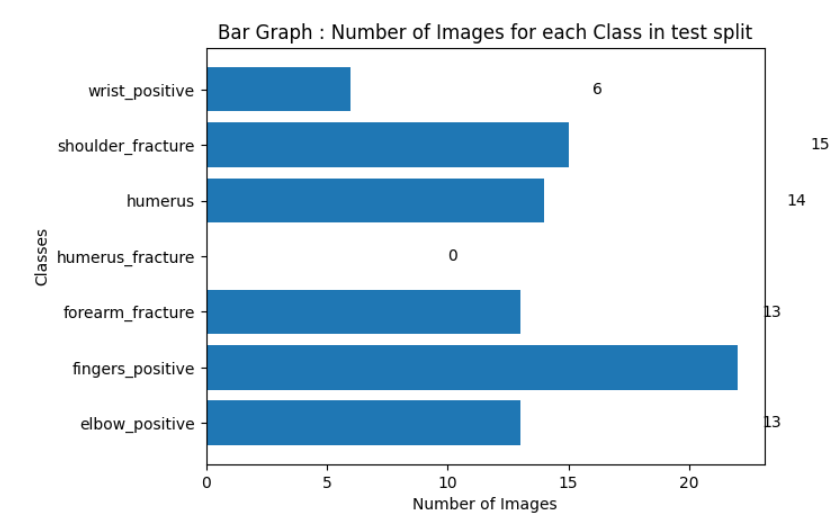 Bar Graph : Number of Images for each Class in test split
wrist_positive 6
shoulder_fracture 15
humerus 14
Classes
humerus_fracture 0
forearm_fracture 13
fingers_positive
elbow_positive 13
0 5 10 15 20
Number of Images